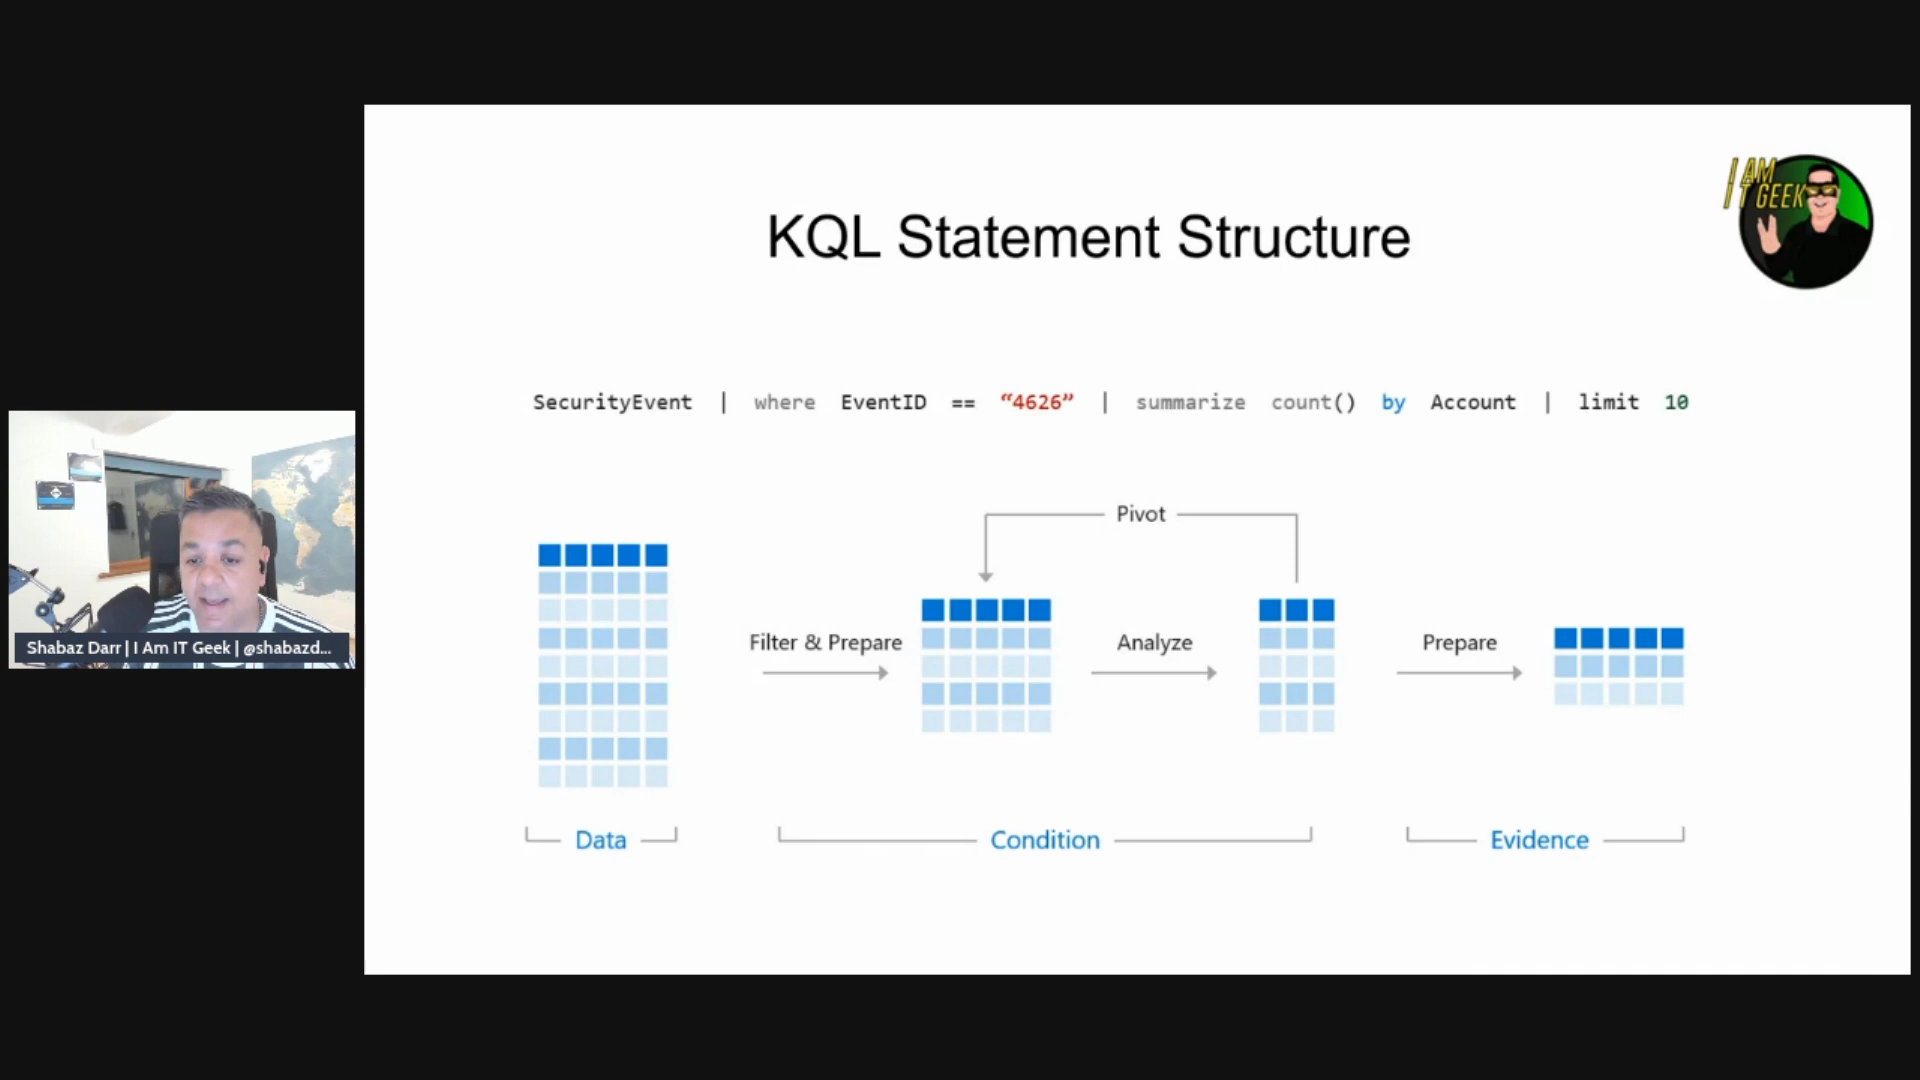 I AM
IT GEEK
KQL Statement Structure
SecurityEvent | where EventID == “4626” | summarize count() by Account | limit 10
Pivot
Filter & Prepare
Analyze
Prepare
Data
Condition
Evidence
Shabaz Darr | I Am IT Geek | @shabazd...